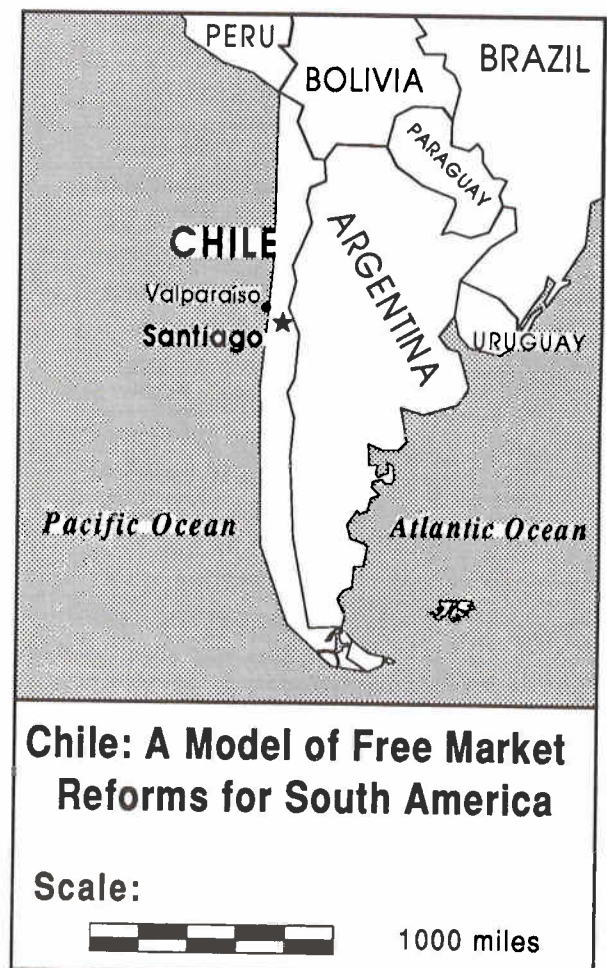 PERU
BOLIVIA
BRAZIL
PARAGUAY
CHILE
ARGENTINA
Valparaíso
Santiago
URUGUAY
Pacific Ocean
Atlantic Ocean
Chile: A Model of Free Market
Reforms for South America
Scale:
1000 miles